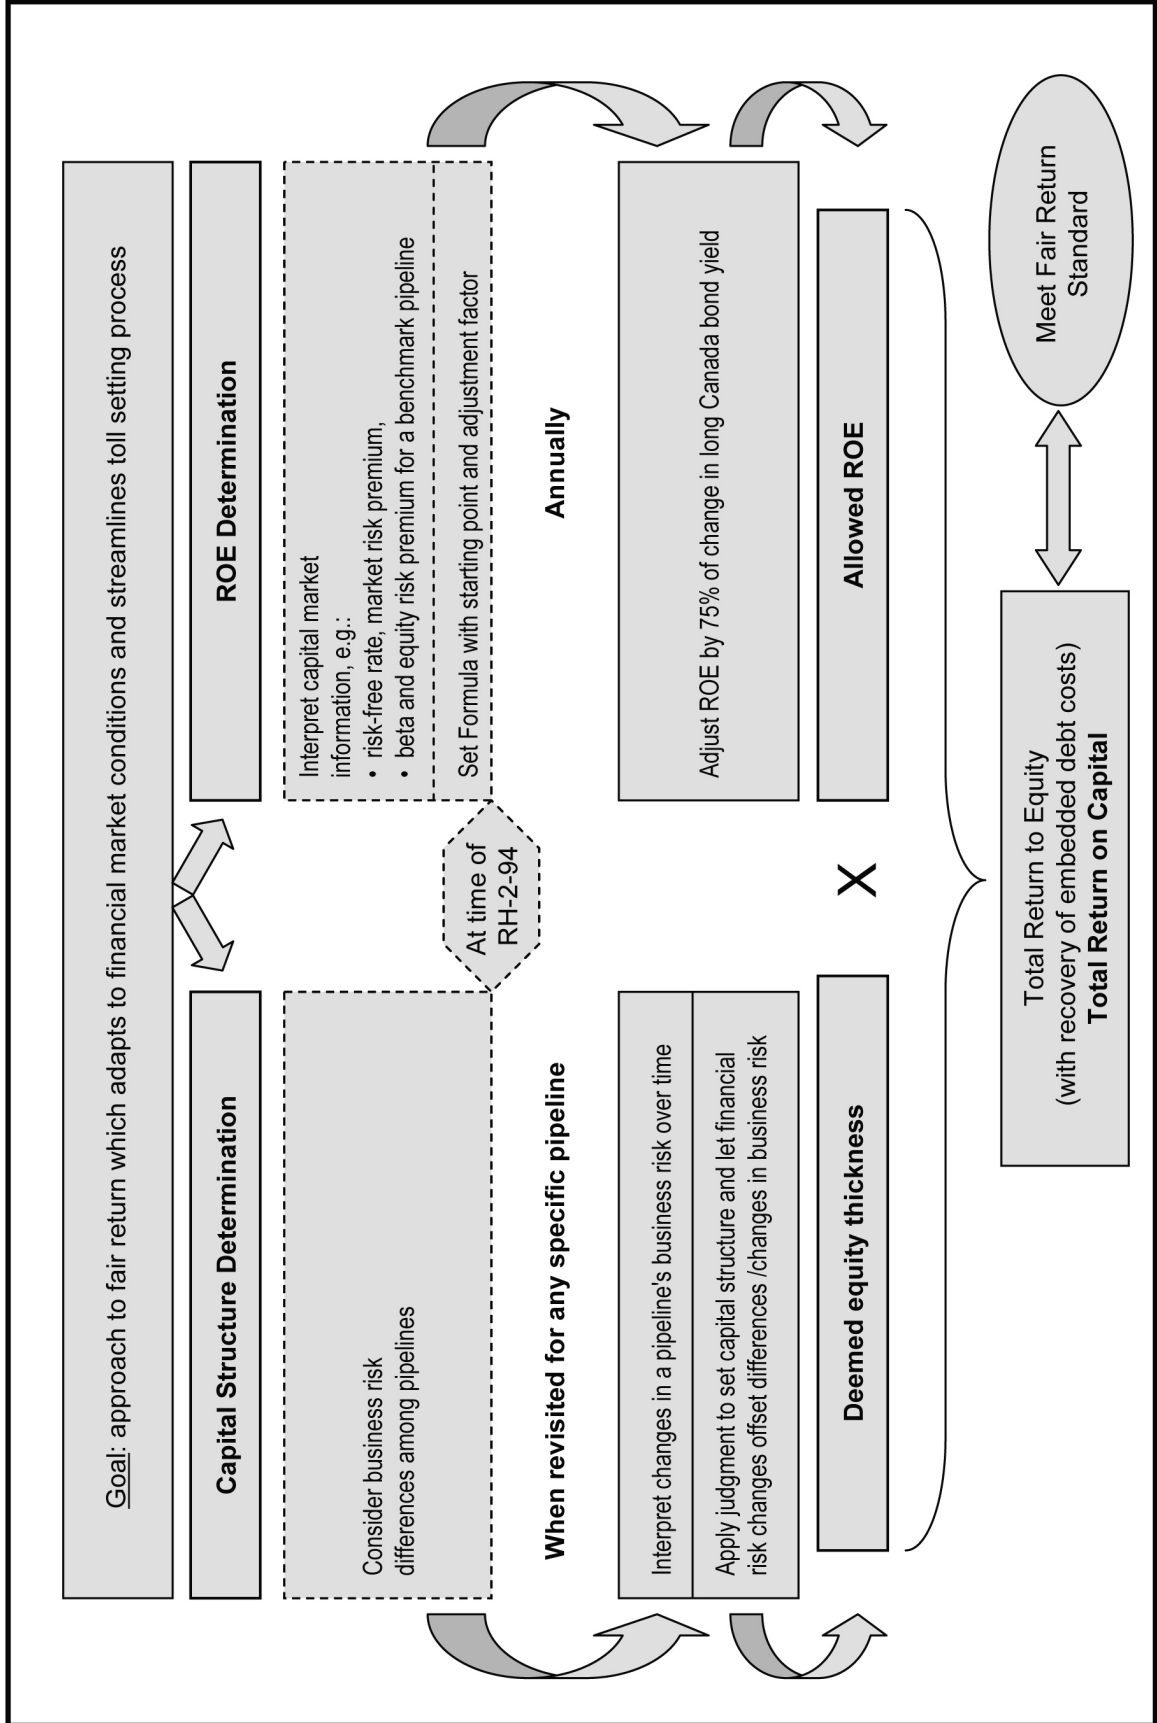 Goal: approach to fair return which adapts to financial market conditions and streamlines toll setting process
Capital Structure Determination
ROE Determination
Consider business risk
differences among pipelines
Interpret capital market
information, e.g.:
• risk-free rate, market risk premium,
• beta and equity risk premium for a benchmark pipeline
Set Formula with starting point and adjustment factor
At time of
RH-2-94
When revisited for any specific pipeline
Annually
Interpret changes in a pipeline's business risk over time
Apply judgment to set capital structure and let financial
risk changes offset differences /changes in business risk
Adjust ROE by 75% of change in long Canada bond yield
Deemed equity thickness
X
Allowed ROE
Total Return to Equity
(with recovery of embedded debt costs)
Total Return on Capital
Meet Fair Return
Standard